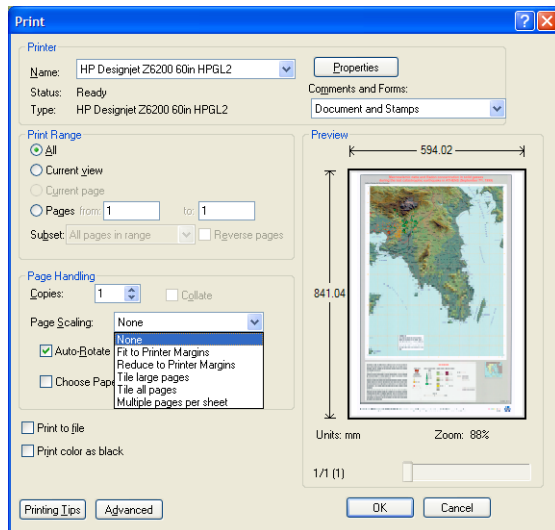 Print
Printer
Name: HP Designjet Z6200 60in HPGL2
Properties
Status: Ready
Comments and Forms:
Type: HP Designjet Z6200 60in HPGL2
Document and Stamps
Print Range
All
Current view
Current page
Pages from: 1 to: 1
Subset: All pages in range
Reverse pages
Page Handling
Copies: 1
Collate
Page Scaling: None
None
Auto-Rotate
Fit to Printer Margins
Reduce to Printer Margins
Tile large pages
Choose Pape
Tile all pages
Multiple pages per sheet
Print to file
Print color as black
Printing Tips
Advanced
Preview
594.02
841.04
Units: mm
Zoom: 88%
1/1 (1)
OK
Cancel